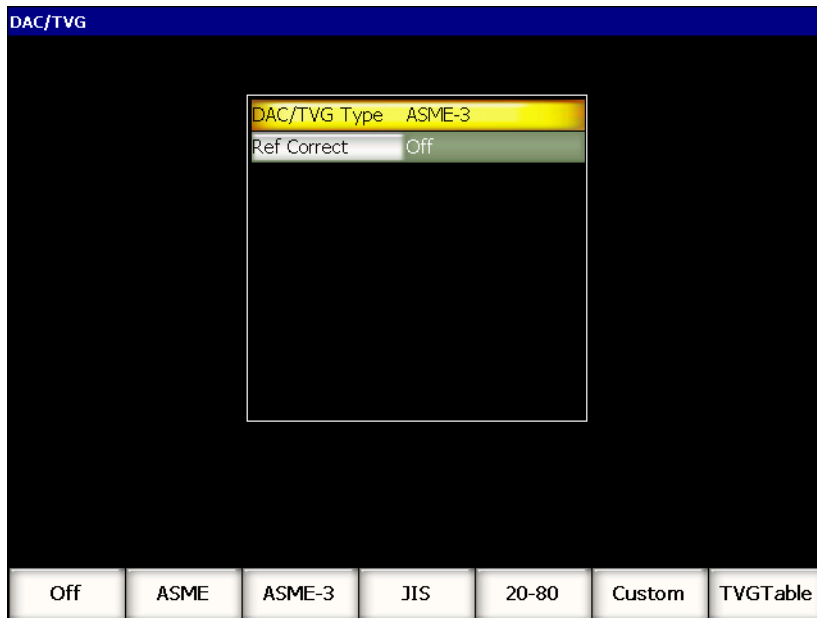 DAC/TVG
DAC/TVG Type ASME-3
Ref Correct Off
Off ASME ASME-3 JIS 20-80 Custom TVGTable